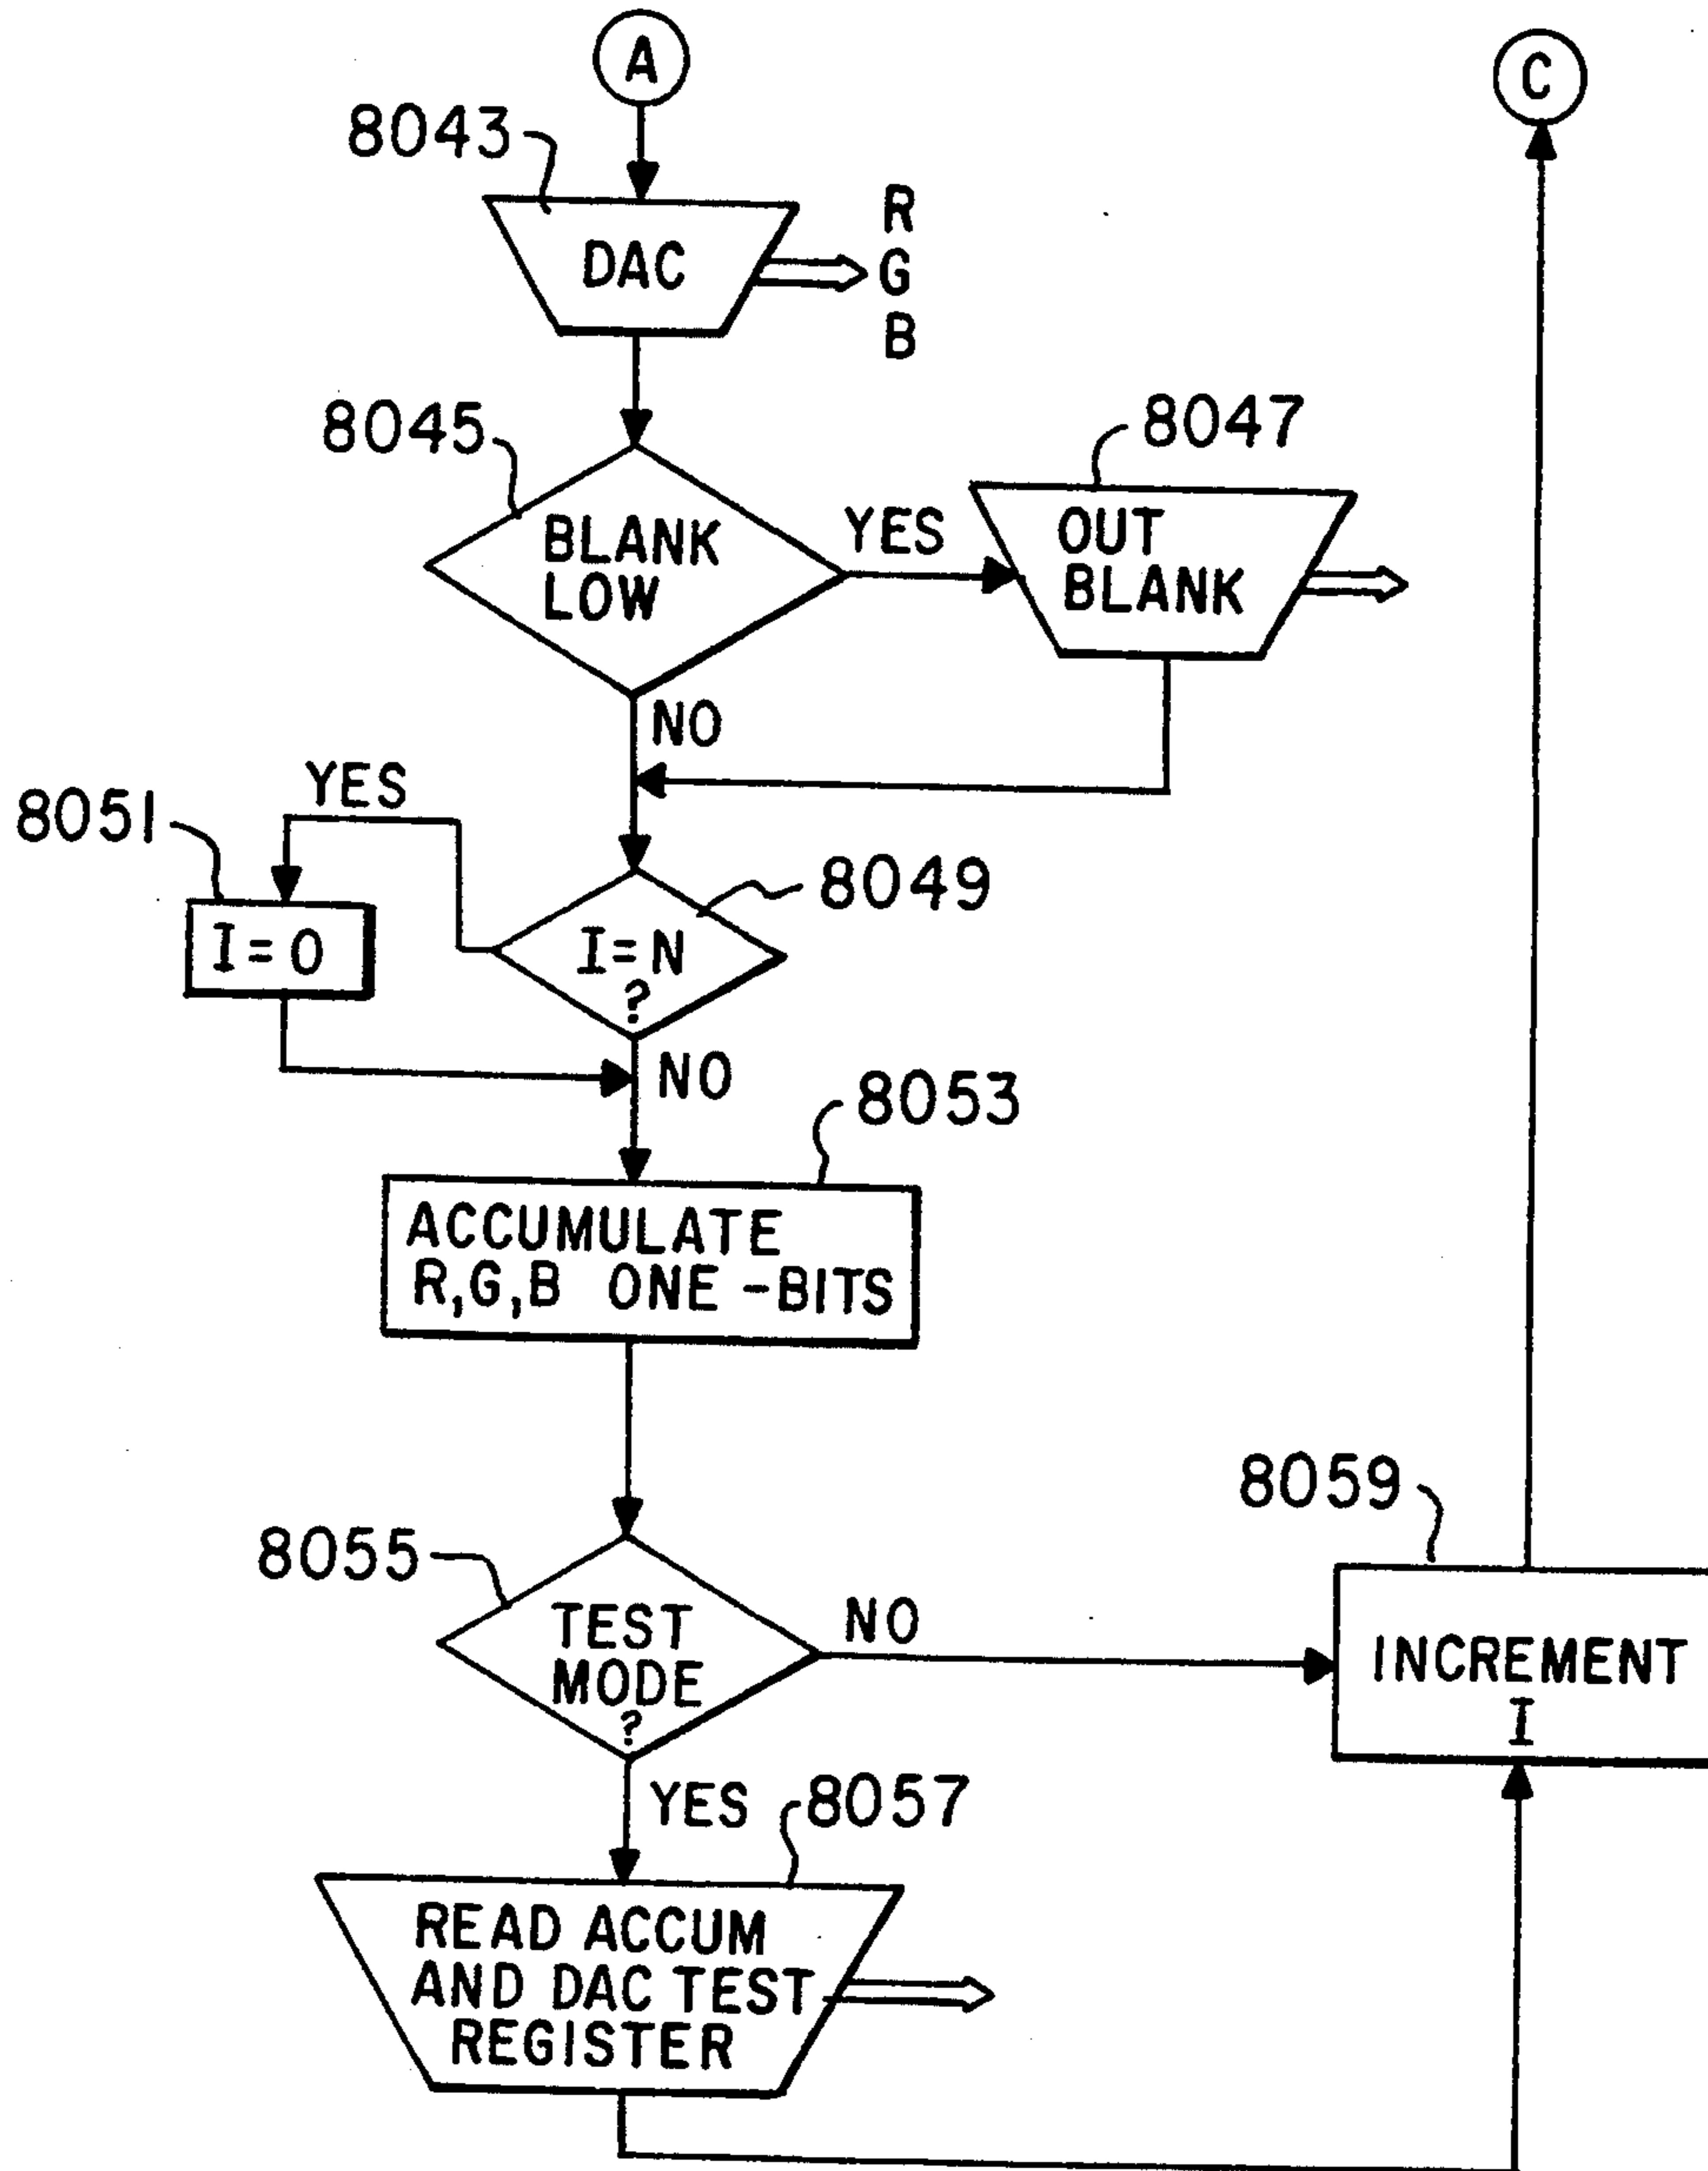 A
C
8043
DAC
R
G
B
8045
BLANK
LOW
YES
8047
OUT
BLANK
NO
YES
8051
I=0
8049
I=N
?
NO
8053
ACCUMULATE
R,G,B ONE-BITS
8055
TEST
MODE
?
NO
8059
INCREMENT
I
YES
8057
READ ACCUM
AND DAC TEST
REGISTER